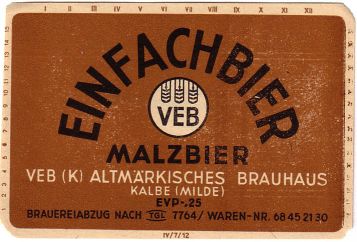 I II III IV V VI VII VIII IX X XI XII
EINFACHBIER
VEB
MALZBIER
VEB (K) ALTMÄRKISCHES BRAUHAUS
KALBE (MILDE)
EVP -,25
BRAUEREIABZUG NACH TGL 7764 / WAREN-NR. 68 45 21 30
IV/7/12